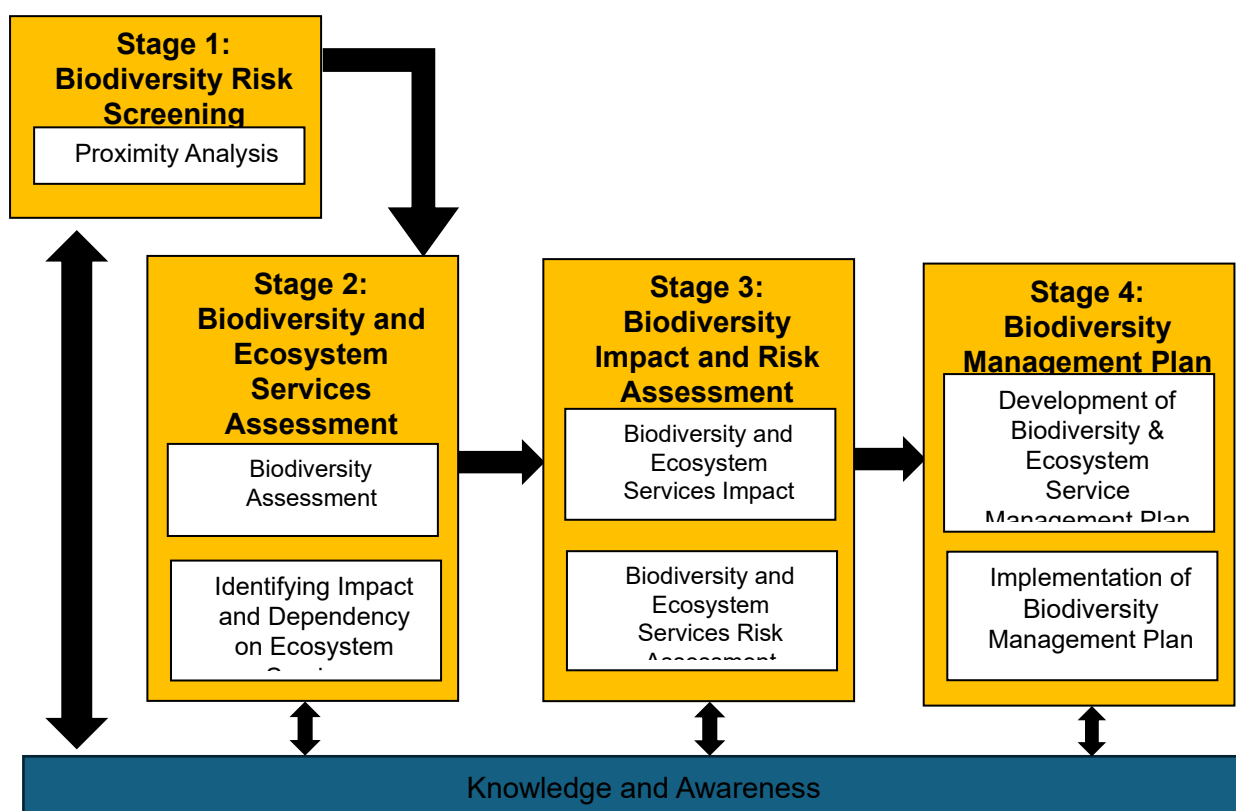 Stage 1:
Biodiversity Risk
Screening
Proximity Analysis
Stage 2:
Biodiversity and
Ecosystem
Services
Assessment
Biodiversity
Assessment
Identifying Impact
and Dependency
on Ecosystem
Stage 3:
Biodiversity
Impact and Risk
Assessment
Biodiversity and
Ecosystem
Services Impact
Biodiversity and
Ecosystem
Services Risk
Assessment
Stage 4:
Biodiversity
Management Plan
Development of
Biodiversity &
Ecosystem
Service
Management Plan
Implementation of
Biodiversity
Management Plan
Knowledge and Awareness